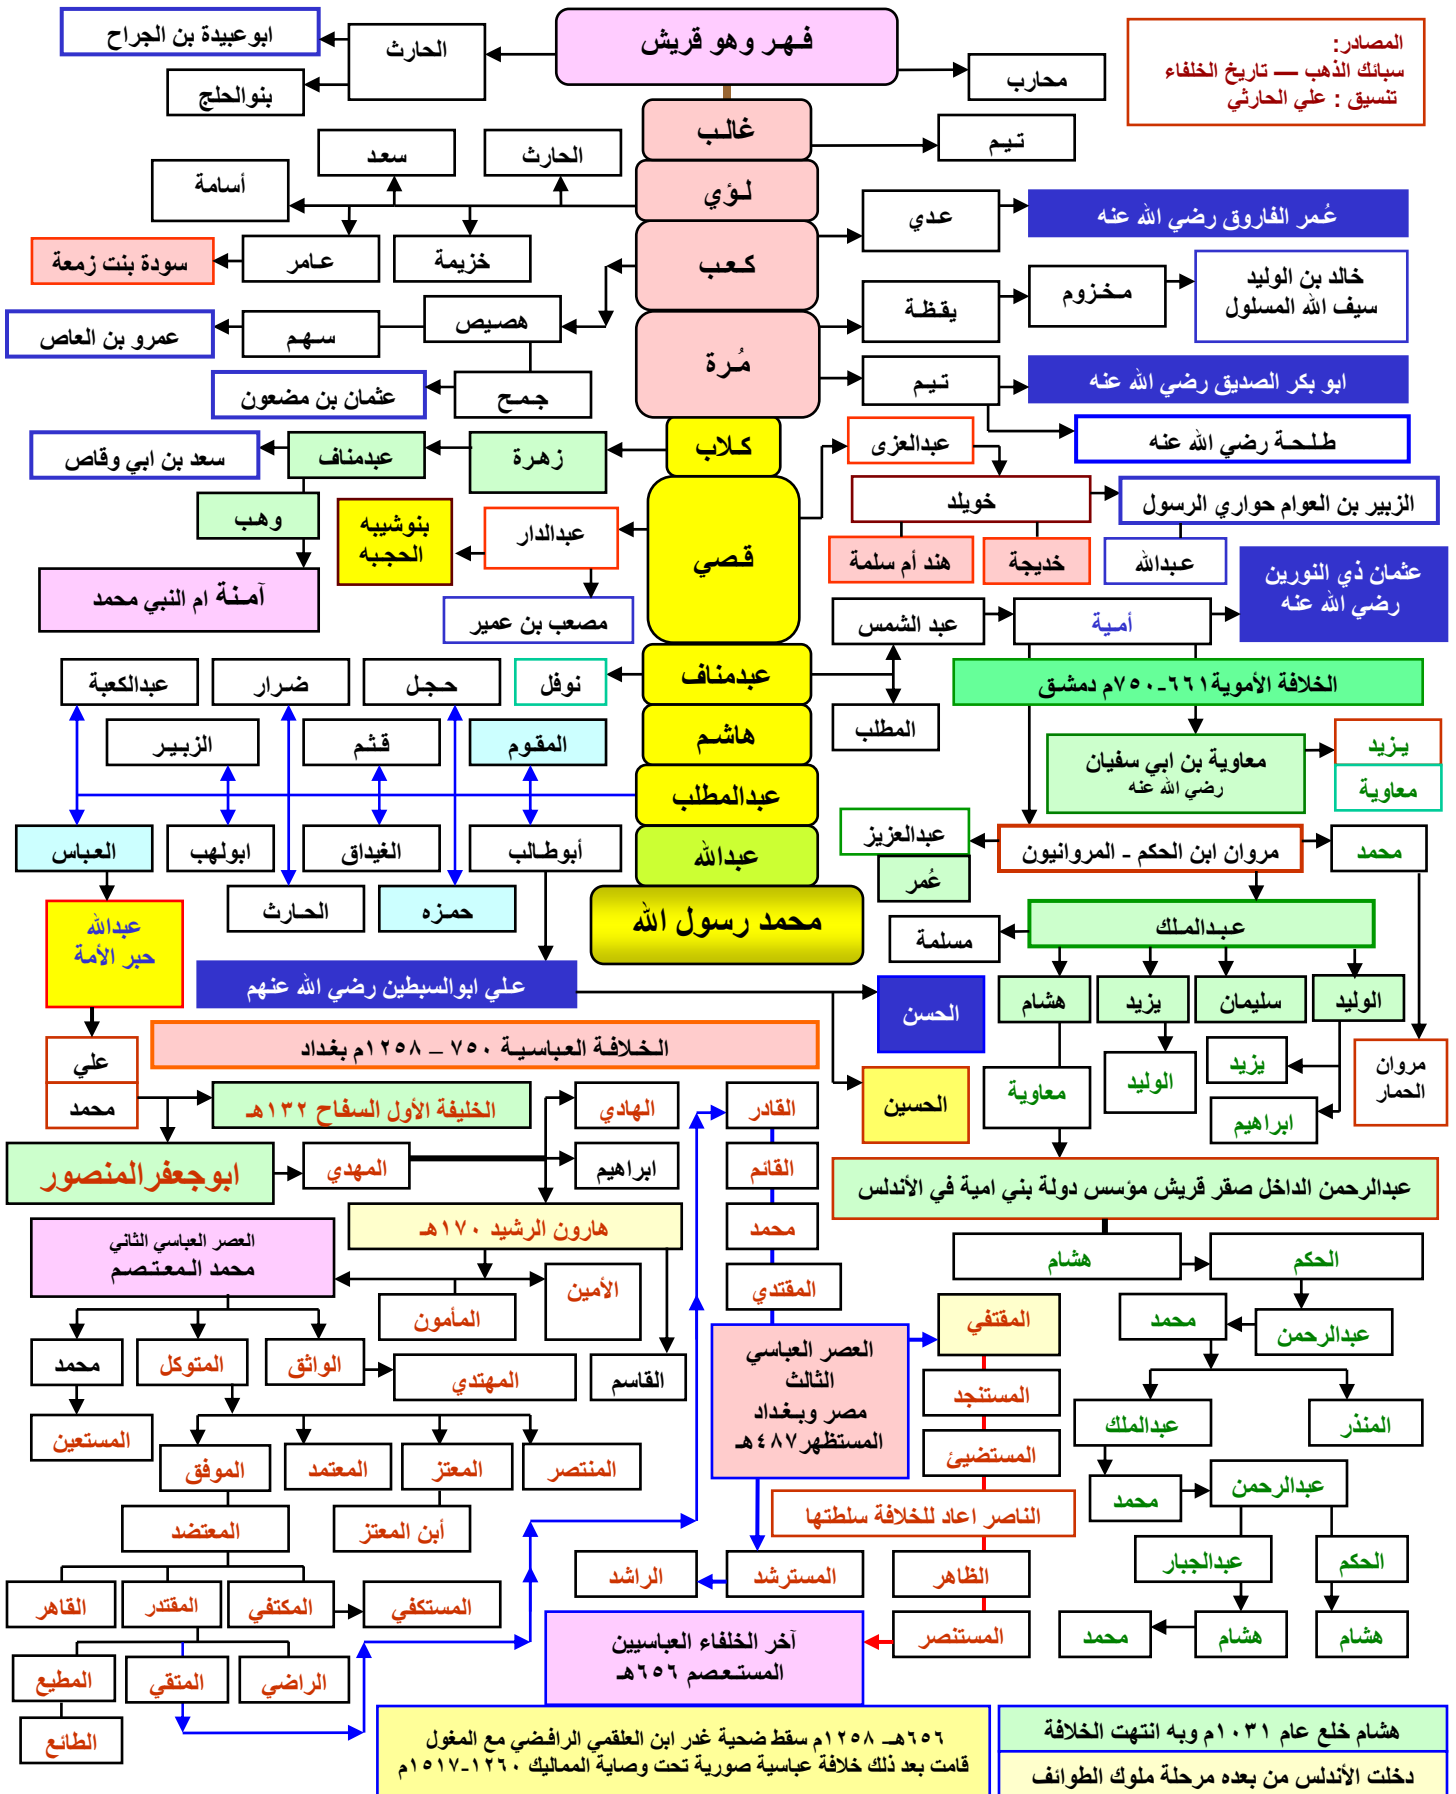 المصادر:
سبائك الذهب — تاريخ الخلفاء
تنسيق : علي الحارثي
فهر وهو قريش
الحارث
ابوعبيدة بن الجراح
بنوالحلج
محارب
غالب
تيم
لؤي
الحارث
سعد
أسامة
خزيمة
عامر
سودة بنت زمعة
كعب
عدي
عُمر الفاروق رضي الله عنه
هصيص
سهم
عمرو بن العاص
جمح
عثمان بن مضعون
مُرة
يقظة
مخزوم
خالد بن الوليد
سيف الله المسلول
تيم
ابو بكر الصديق رضي الله عنه
طلحة رضي الله عنه
كلاب
زهرة
عبدمناف
سعد بن ابي وقاص
وهب
آمنة ام النبي محمد
قصي
عبدالعزى
خويلد
الزبير بن العوام حواري الرسول
عبدالله
خديجة
هند أم سلمة
عبدالدار
بنوشيبه
الحجبه
مصعب بن عمير
عبدمناف
نوفل
عبد الشمس
المطلب
أمية
عثمان ذي النورين
رضي الله عنه
الخلافة الأموية٦٦١-٧٥٠م دمشق
معاوية بن ابي سفيان
رضي الله عنه
يزيد
معاوية
هاشم
عبدالمطلب
حجل
ضرار
عبدالكعبة
المقوم
قثم
الزبير
أبوطالب
الغيداق
ابولهب
العباس
حمزه
الحارث
عبدالله
محمد رسول الله
مروان ابن الحكم - المروانيون
عبدالعزيز
عُمر
محمد
عبدالملك
مسلمة
الوليد
سليمان
يزيد
هشام
مروان
الحمار
يزيد
ابراهيم
الوليد
معاوية
عبدالله
حبر الأمة
علي ابوالسبطين رضي الله عنهم
الحسن
الحسين
الخلافة العباسية ٧٥٠ – ١٢٥٨م بغداد
علي
محمد
الخليفة الأول السفاح ١٣٢هـ
ابوجعفرالمنصور
المهدي
الهادي
ابراهيم
هارون الرشيد ١٧٠هـ
القادر
القائم
محمد
المقتدي
عبدالرحمن الداخل صقر قريش مؤسس دولة بني امية في الأندلس
هشام
الحكم
عبدالرحمن
محمد
المنذر
عبدالملك
محمد
عبدالرحمن
الحكم
عبدالجبار
هشام
هشام
محمد
العصر العباسي الثاني
محمد المعتصم
الأمين
المأمون
القاسم
الواثق
المتوكل
محمد
المهتدي
المستعين
المنتصر
المعتز
المعتمد
الموفق
أبن المعتز
المعتضد
المستكفي
المكتفي
المقتدر
القاهر
الراضي
المتقي
المطيع
الطائع
العصر العباسي
الثالث
مصر وبغداد
المستظهر٤٨٧هـ
المقتفي
المستنجد
المستضيئ
الناصر اعاد للخلافة سلطتها
الظاهر
المستنصر
المسترشد
الراشد
آخر الخلفاء العباسيين
المستعصم ٦٥٦هـ
٦٥٦هـ ١٢٥٨م سقط ضحية غدر ابن العلقمي الرافضي مع المغول
قامت بعد ذلك خلافة عباسية صورية تحت وصاية المماليك ١٢٦٠-١٥١٧م
هشام خلع عام ١٠٣١م وبه انتهت الخلافة
دخلت الأندلس من بعده مرحلة ملوك الطوائف